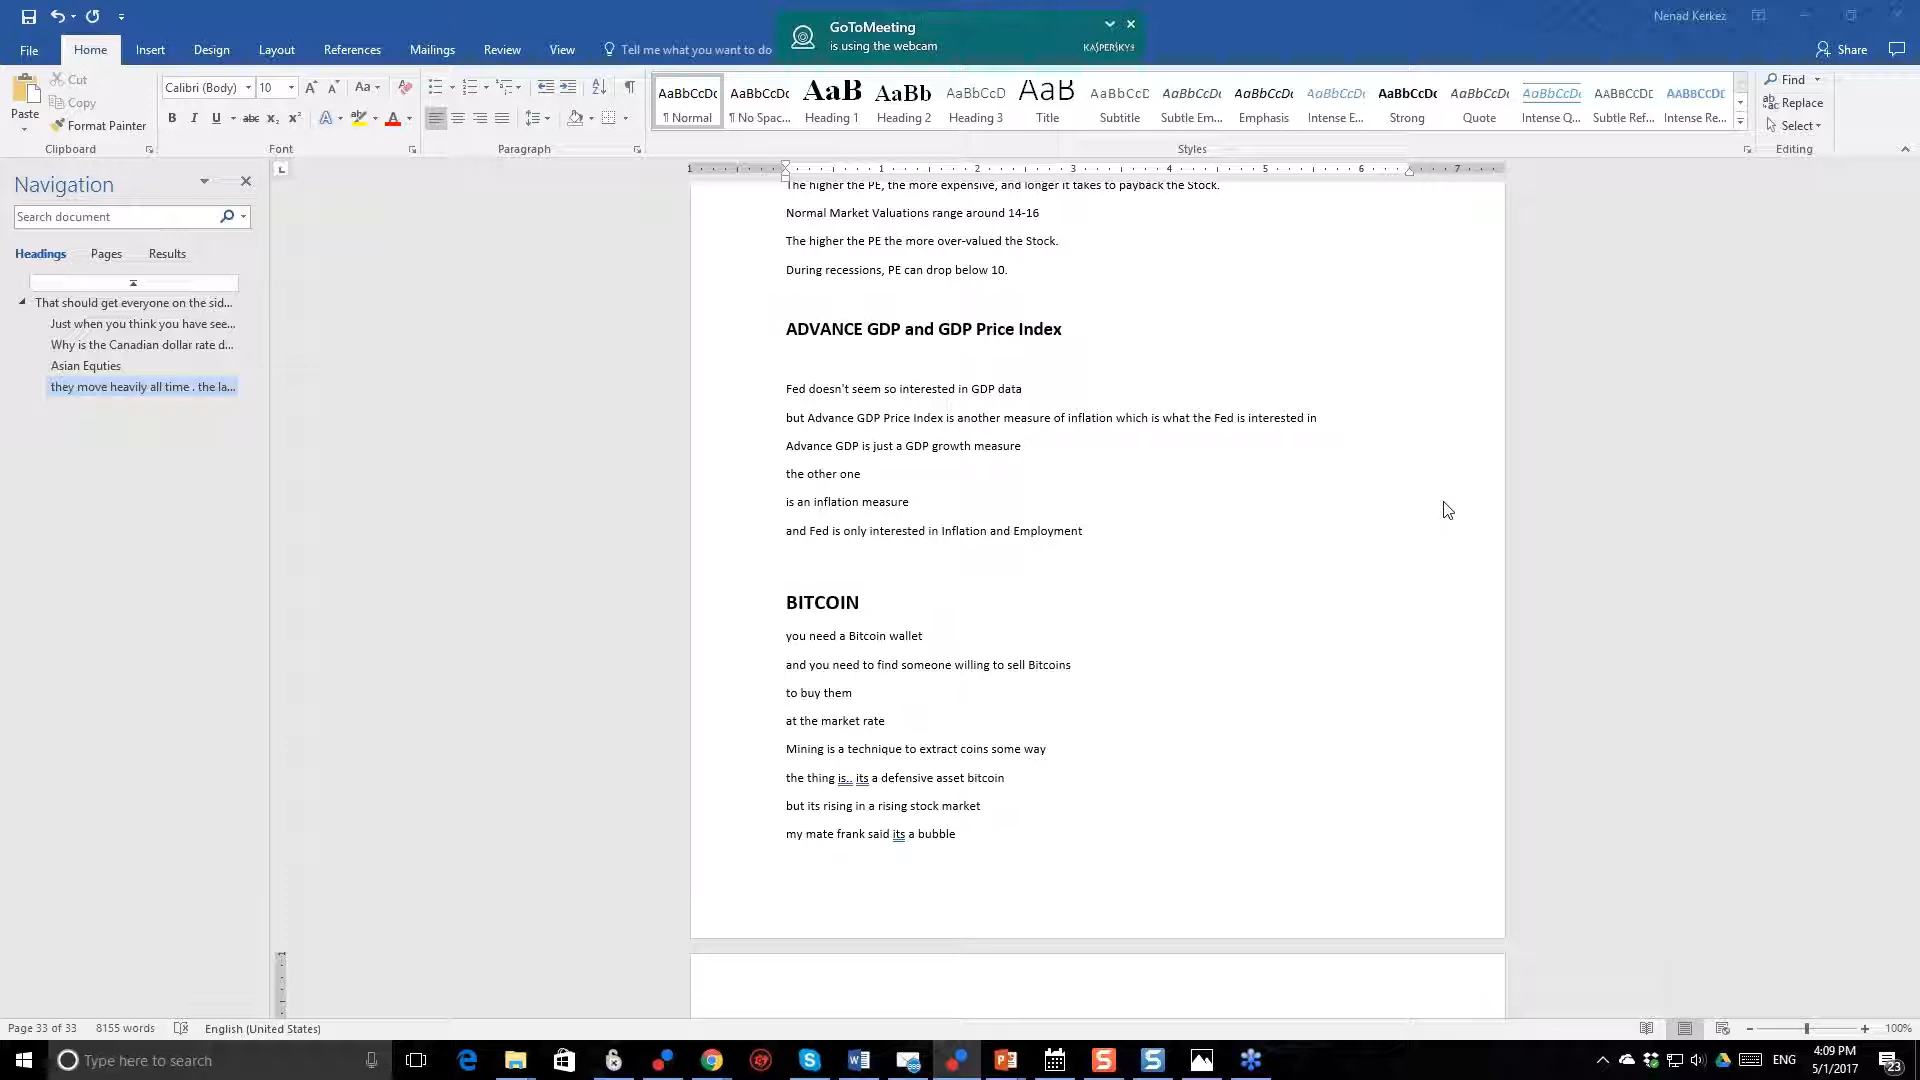 GoToMeeting
is using the webcam
KASPERSKY
Nenad Kerkez
File Home Insert Design Layout References Mailings Review View Tell me what you want to do
Share
Paste
Cut
Copy
Format Painter
Clipboard
Calibri (Body) 10
Font
Paragraph
AaBbCcDc AaBbCcDc AaB AaBb AaBbCcD AaB AaBbCcD AaBbCcDc AaBbCcDc AaBbCcDc AaBbCcDc AaBbCcDc AaBbCcDc AABBCCDE AABBCCDE
¶ Normal ¶ No Spac... Heading 1 Heading 2 Heading 3 Title Subtitle Subtle Em... Emphasis Intense E... Strong Quote Intense Q... Subtle Ref... Intense Re...
Styles
Find
Replace
Select
Editing
Navigation
Search document
Headings Pages Results
That should get everyone on the sid...
Just when you think you have see...
Why is the Canadian dollar rate d...
Asian Equties
they move heavily all time . the la...
1 1 2 3 4 5 6 7
The higher the PE, the more expensive, and longer it takes to payback the Stock.
Normal Market Valuations range around 14-16
The higher the PE the more over-valued the Stock.
During recessions, PE can drop below 10.
ADVANCE GDP and GDP Price Index
Fed doesn't seem so interested in GDP data
but Advance GDP Price Index is another measure of inflation which is what the Fed is interested in
Advance GDP is just a GDP growth measure
the other one
is an inflation measure
and Fed is only interested in Inflation and Employment
BITCOIN
you need a Bitcoin wallet
and you need to find someone willing to sell Bitcoins
to buy them
at the market rate
Mining is a technique to extract coins some way
the thing is.. its a defensive asset bitcoin
but its rising in a rising stock market
my mate frank said its a bubble
Page 33 of 33 8155 words English (United States) 100%
Type here to search
ENG
4:09 PM
5/1/2017
23